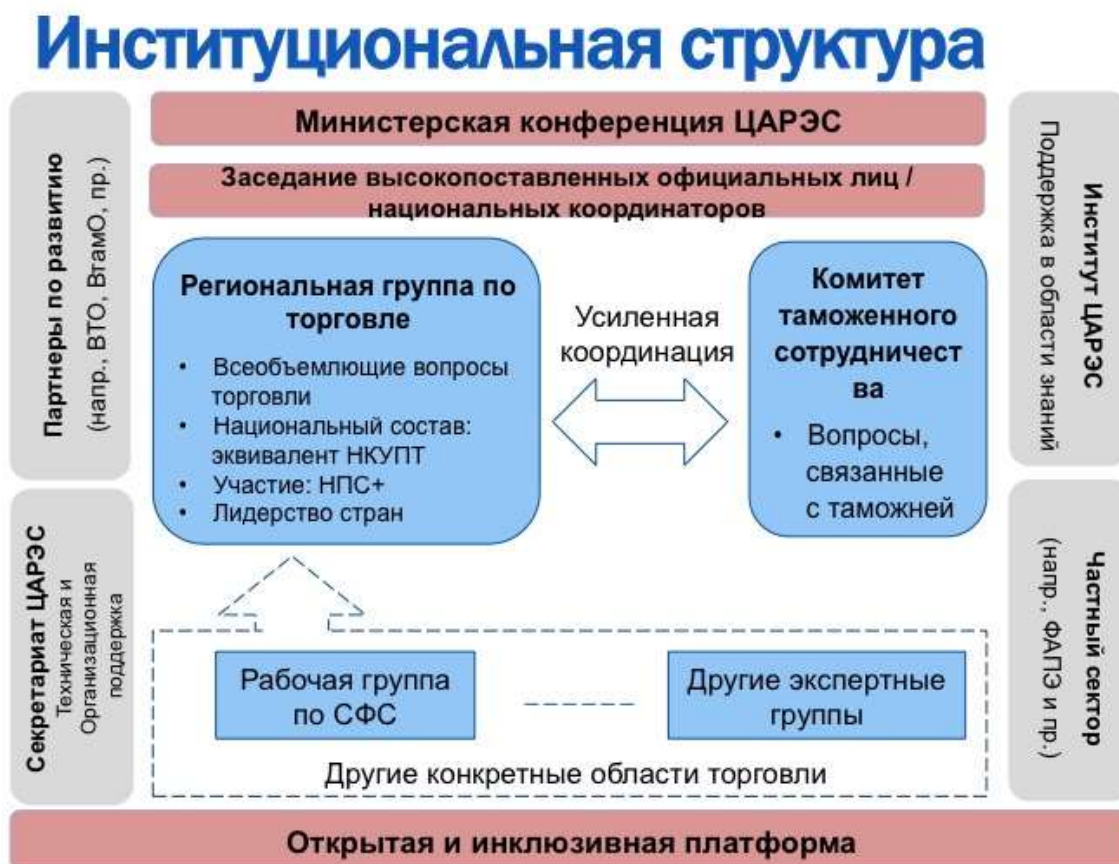 Институциональная структура
Министерская конференция ЦАРЭС
Заседание высокопоставленных официальных лиц /
национальных координаторов
Партнеры по развитию
(напр., ВТО, ВтамО, пр.)
Секретариат ЦАРЭС
Техническая и
Организационная
поддержка
Региональная группа по
торговле
• Всеобъемлющие вопросы
торговли
• Национальный состав:
эквивалент НКУПТ
• Участие: НПС+
• Лидерство стран
Усиленная
координация
Комитет
таможенного
сотрудничест
ва
• Вопросы,
связанные
с таможней
Институт ЦАРЭС
Поддержка в области знаний
Частный сектор
(напр., ФАПЭ и пр.)
Рабочая группа
по СФС
Другие экспертные
группы
Другие конкретные области торговли
Открытая и инклюзивная платформа